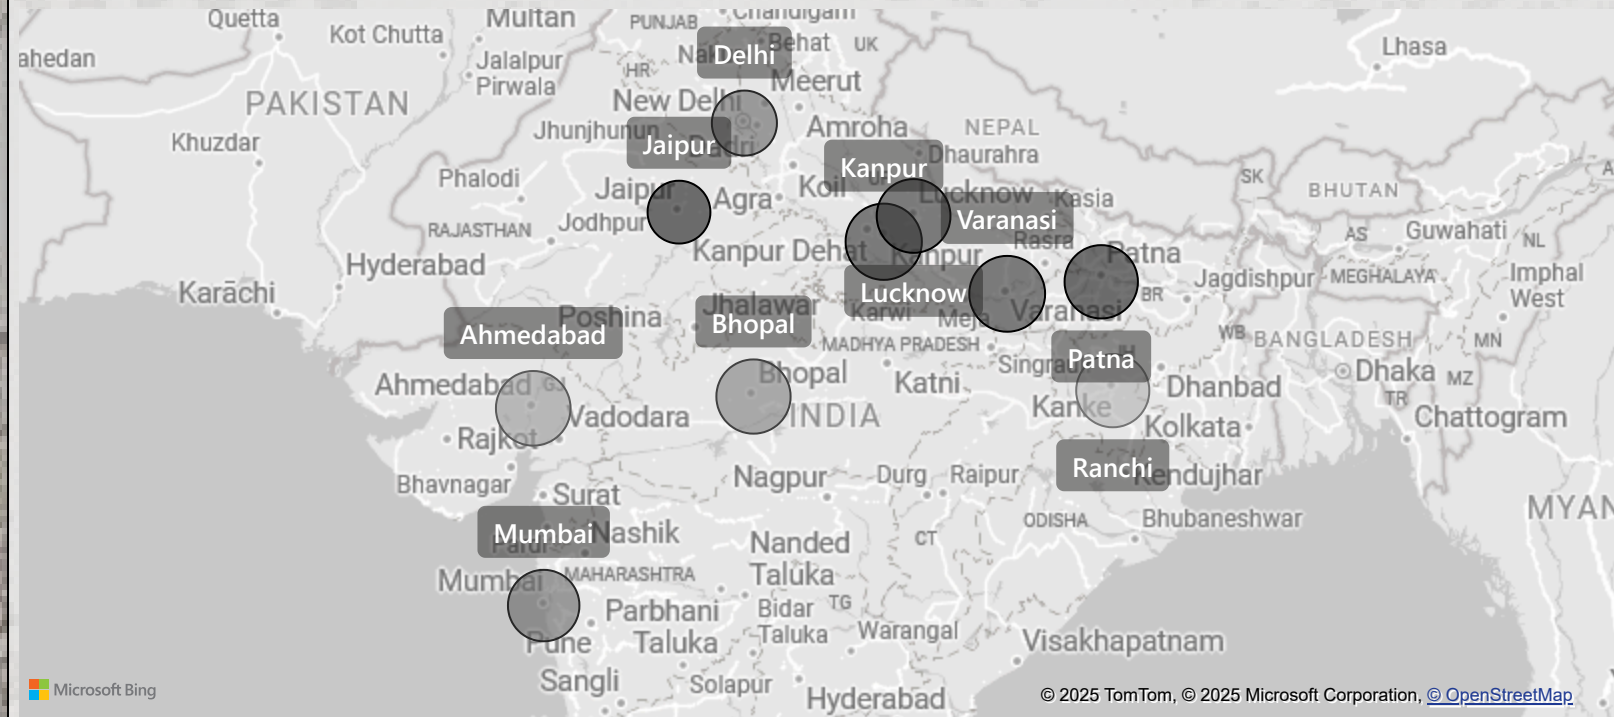 Quetta
Multan
PUNJAB
Chandigarh
Kot Chutta
ahedan
Jalalpur
Pirwala
Delhi
Behat
UK
Lhasa
HR
Meerut
PAKISTAN
New Delhi
Jhunjhunun
Amroha
NEPAL
Khuzdar
Jaipur
Kanpur
Dhaurahra
Phalodi
Jaipur
Agra
Koil
Lucknow
Kasia
SK
BHUTAN
RAJASTHAN
Jodhpur
Varanasi
AS
Guwahati
NL
Kanpur Dehat
Kanpur
Rasra
Patna
Hyderabad
Karāchi
Lucknow
BR
Jagdishpur
MEGHALAYA
Imphal
West
Poshina
Jhalawar
Karwi
Meja
Varanasi
Ahmedabad
Bhopal
MADHYA PRADESH
WB
BANGLADESH
MN
Patna
Ahmedabad
GJ
Bhopal
Katni
Dhanbad
Dhaka
MZ
TR
Vadodara
INDIA
Kanke
Kolkata
Chattogram
Rajkot
Ranchi
Kendujhar
Bhavnagar
Surat
Nagpur
Durg
Raipur
Mumbai
Nashik
ODISHA
Bhubaneshwar
MYAN
CT
Nanded
Taluka
Mumbai
MAHARASHTRA
Parbhani
Taluka
Bidar
Taluka
TG
Warangal
Pune
Visakhapatnam
Sangli
Solapur
Hyderabad
Microsoft Bing
© 2025 TomTom, © 2025 Microsoft Corporation, © OpenStreetMap